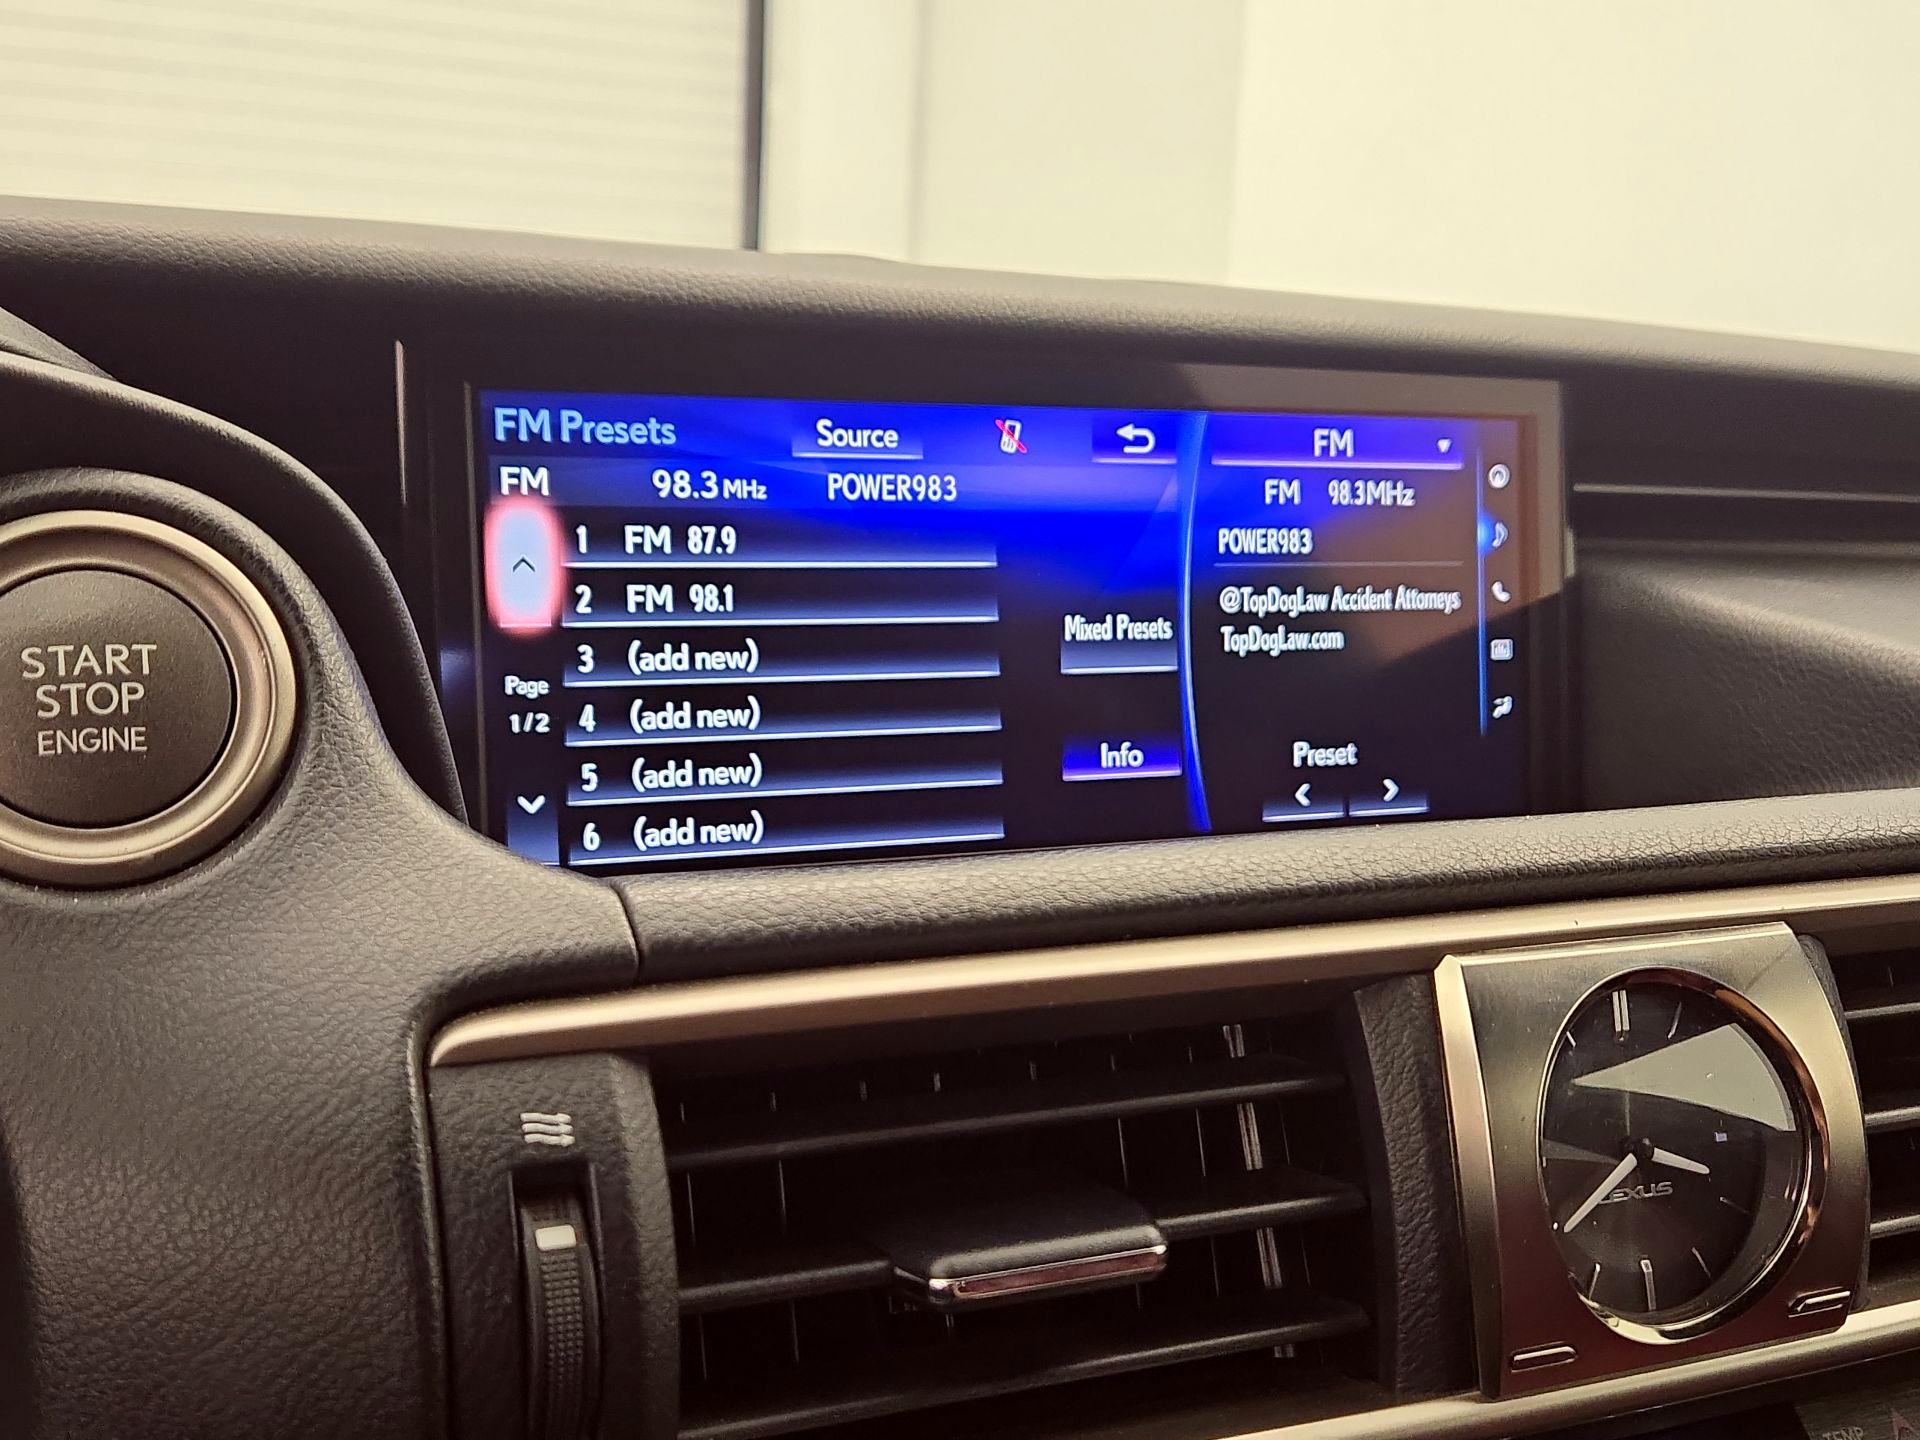 START
STOP
ENGINE
FM Presets
Source
FM
FM 98.3 MHz POWER983
1 FM 87.9
2 FM 98.1
3 (add new)
4 (add new)
5 (add new)
6 (add new)
Page
1/2
Mixed Presets
Info
FM 98.3MHz
POWER983
@TopDogLaw Accident Attorneys
TopDogLaw.com
Preset
LEXUS
TEMP